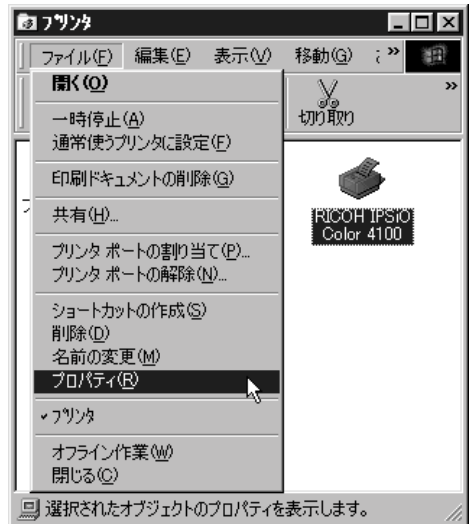 プリンタ
ファイル(F) 編集(E) 表示(V) 移動(G) »
開く(O)
一時停止(A)
通常使うプリンタに設定(F)
印刷ドキュメントの削除(G)
共有(H)...
プリンタ ポートの割り当て(P)...
プリンタ ポートの解除(N)...
ショートカットの作成(S)
削除(D)
名前の変更(M)
プロパティ(R)
プリンタ
オフライン作業(W)
閉じる(C)
切り取り »
RICOH IPSiO
Color 4100
選択されたオブジェクトのプロパティを表示します。